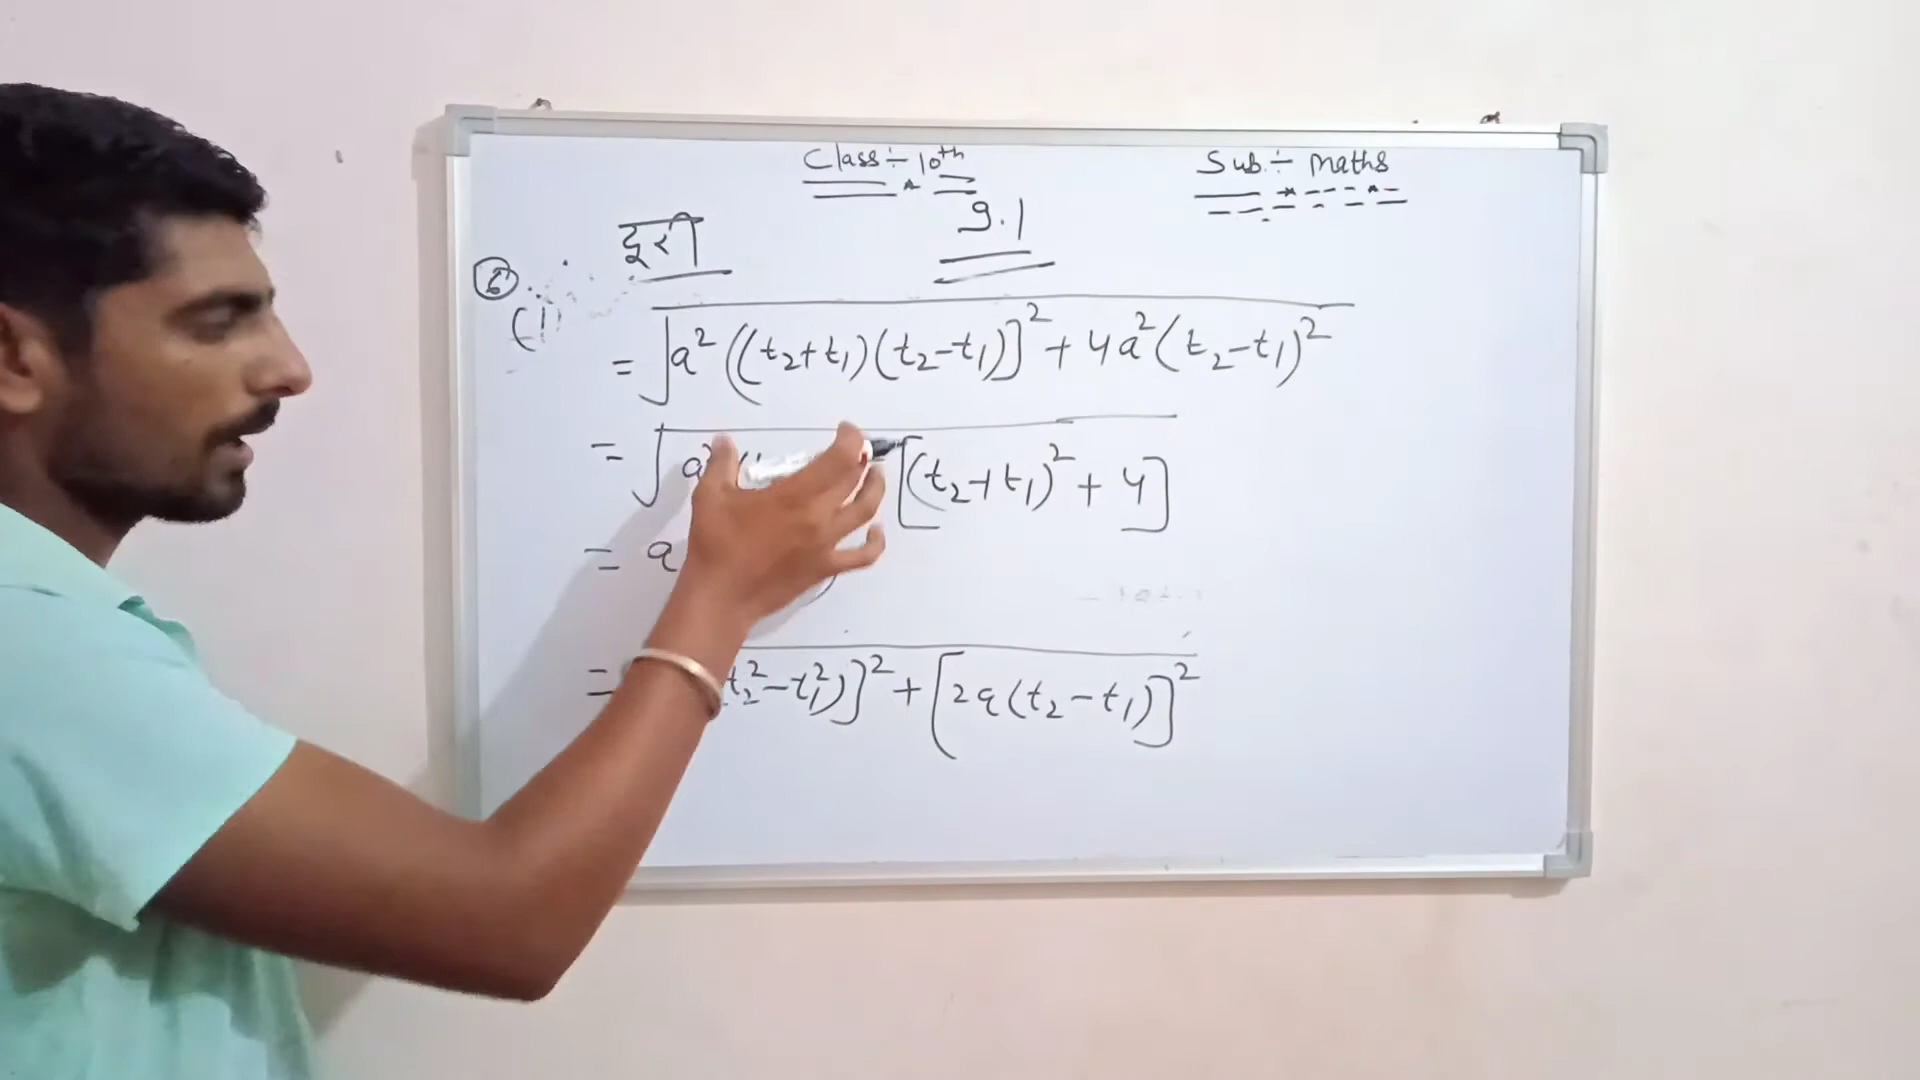 Class:- 10th
Sub:- Maths
9.1
दूरी
6
(1)
= √a²((t₂+t₁)(t₂-t₁)]²+4a²(t₂-t₁)²
= √a² [(t₂+t₁)²+4]
= a
= t₂²-t₁²)]²+[2a(t₂-t₁)]²